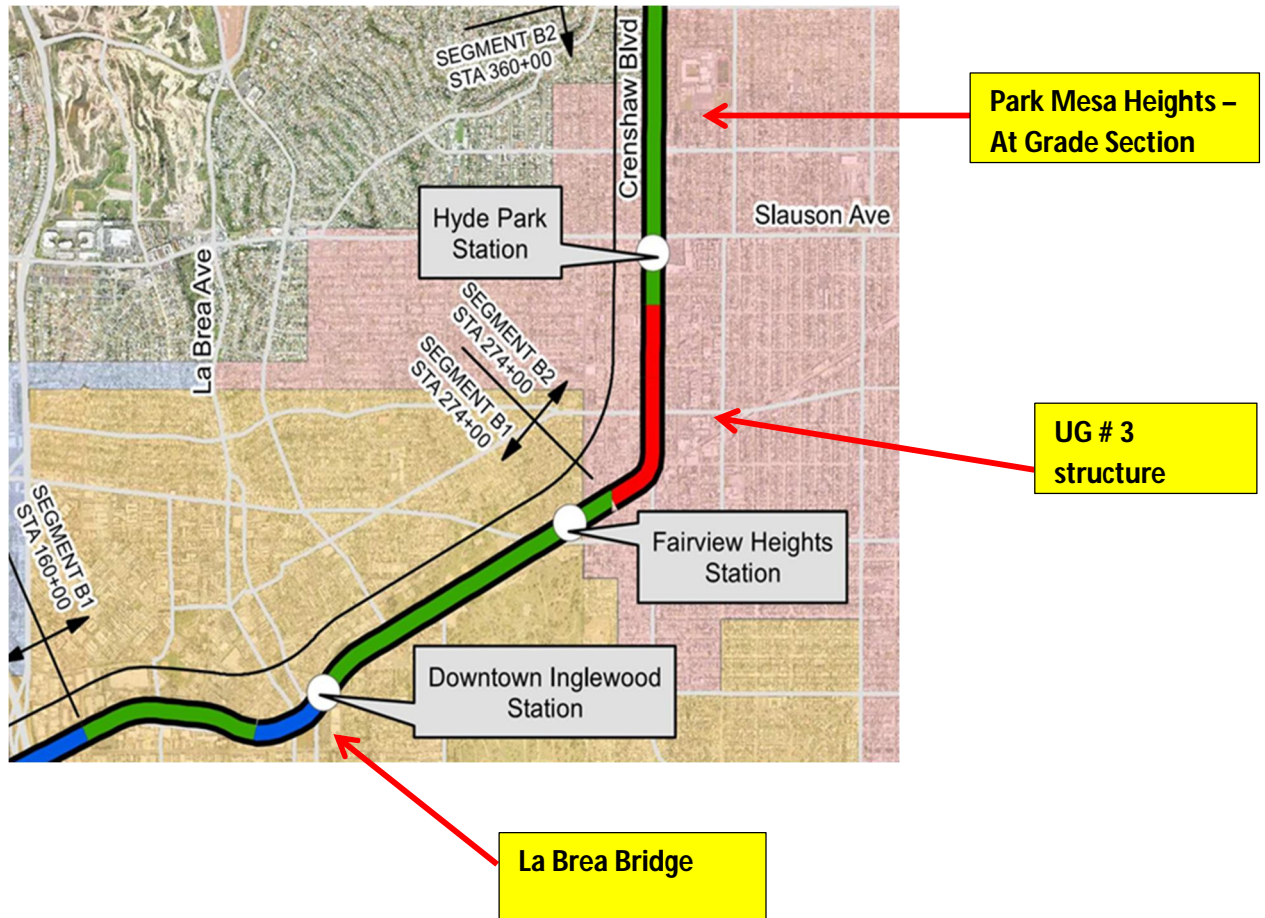 SEGMENT B2
STA 360+00
Crenshaw Blvd
Park Mesa Heights –
At Grade Section
Hyde Park
Station
Slauson Ave
La Brea Ave
SEGMENT B2
STA 274+00
SEGMENT B1
STA 274+00
UG # 3
structure
SEGMENT B1
STA 160+00
Fairview Heights
Station
Downtown Inglewood
Station
La Brea Bridge